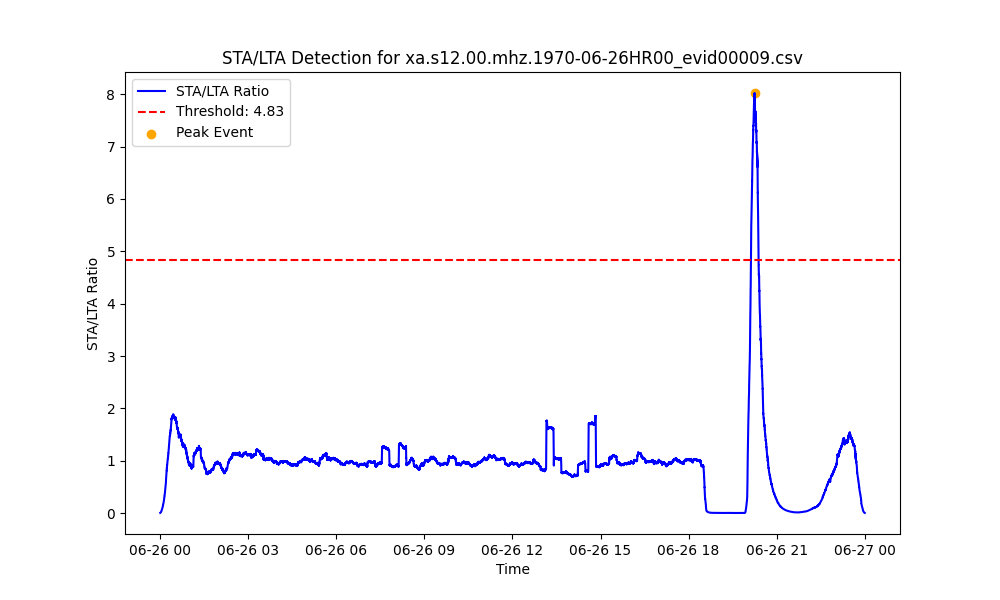 STA/LTA Detection for xa.s12.00.mhz.1970-06-26HR00_evid00009.csv
STA/LTA Ratio
Threshold: 4.83
Peak Event
STA/LTA Ratio
8
7
6
5
4
3
2
1
0
06-26 00 06-26 03 06-26 06 06-26 09 06-26 12 06-26 15 06-26 18 06-26 21 06-27 00
Time